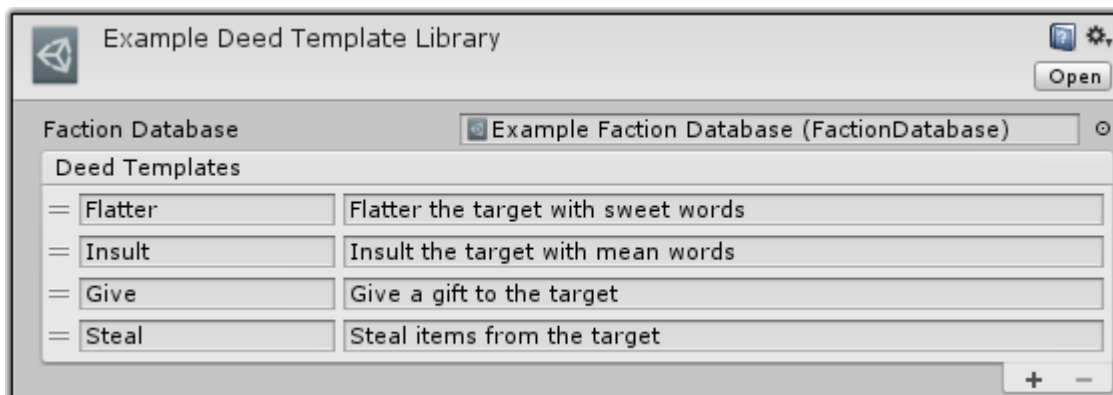 Example Deed Template Library
Open
Faction Database Example Faction Database (FactionDatabase)
Deed Templates
Flatter Flatter the target with sweet words
Insult Insult the target with mean words
Give Give a gift to the target
Steal Steal items from the target